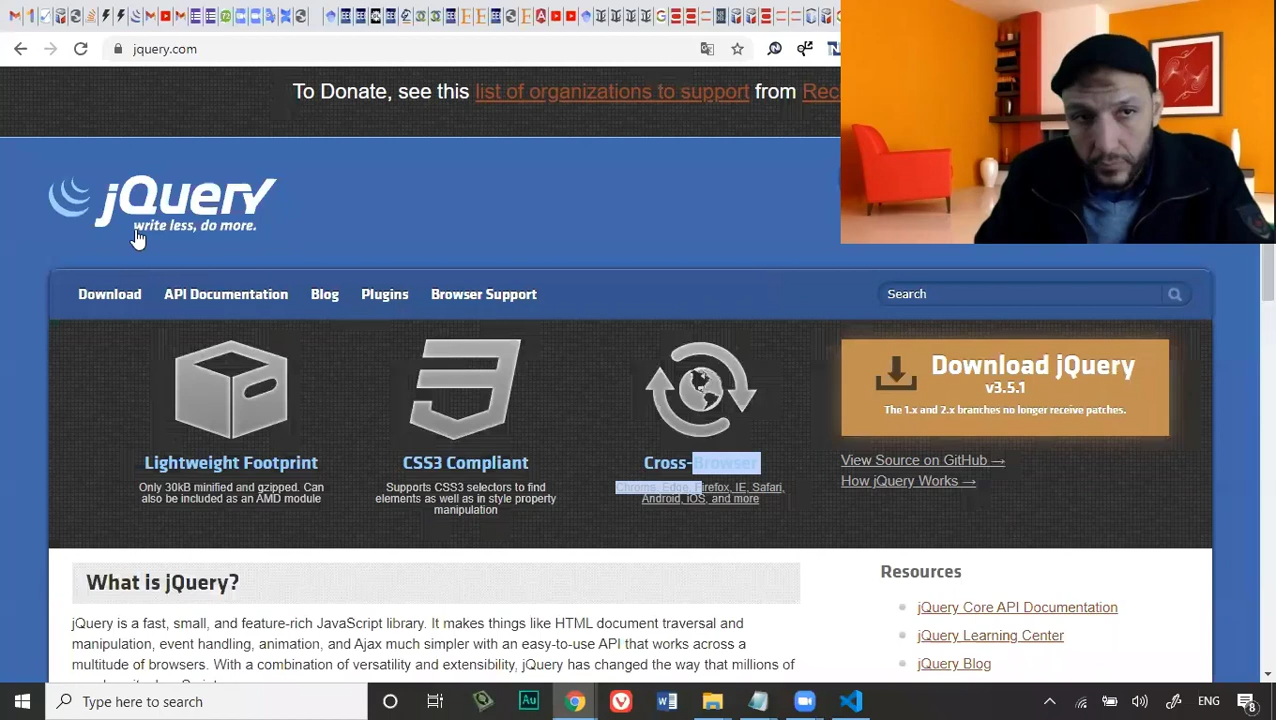 jquery.com
To Donate, see this list of organizations to support from Rec
jQuery
write less, do more.
Download API Documentation Blog Plugins Browser Support Search
Lightweight Footprint
Only 30kB minified and gzipped. Can
also be included as an AMD module
CSS3 Compliant
Supports CSS3 selectors to find
elements as well as in style property
manipulation
Cross-Browser
Chrome, Edge, Firefox, IE, Safari,
Android, iOS, and more
Download jQuery
v3.5.1
The 1.x and 2.x branches no longer receive patches.
View Source on GitHub →
How jQuery Works →
What is jQuery?
jQuery is a fast, small, and feature-rich JavaScript library. It makes things like HTML document traversal and
manipulation, event handling, animation, and Ajax much simpler with an easy-to-use API that works across a
multitude of browsers. With a combination of versatility and extensibility, jQuery has changed the way that millions of
Resources
jQuery Core API Documentation
jQuery Learning Center
jQuery Blog
Type here to search
Au
ENG
8